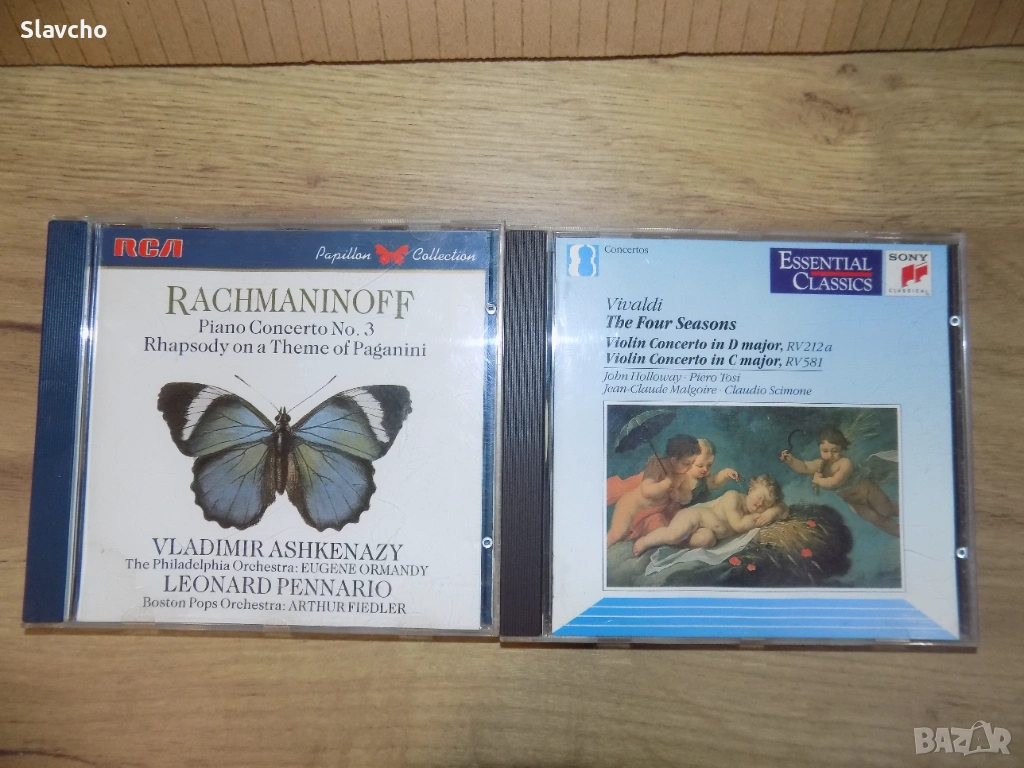 Slavcho
RCA
Papillon Collection
RACHMANINOFF
Piano Concerto No. 3
Rhapsody on a Theme of Paganini
VLADIMIR ASHKENAZY
The Philadelphia Orchestra: EUGENE ORMANDY
LEONARD PENNARIO
Boston Pops Orchestra: ARTHUR FIEDLER
Concertos
ESSENTIAL
CLASSICS
SONY
CLASSICAL
Vivaldi
The Four Seasons
Violin Concerto in D major, RV212a
Violin Concerto in C major, RV581
John Holloway · Piero Tosi
Jean-Claude Malgoire · Claudio Scimone
BAZAR